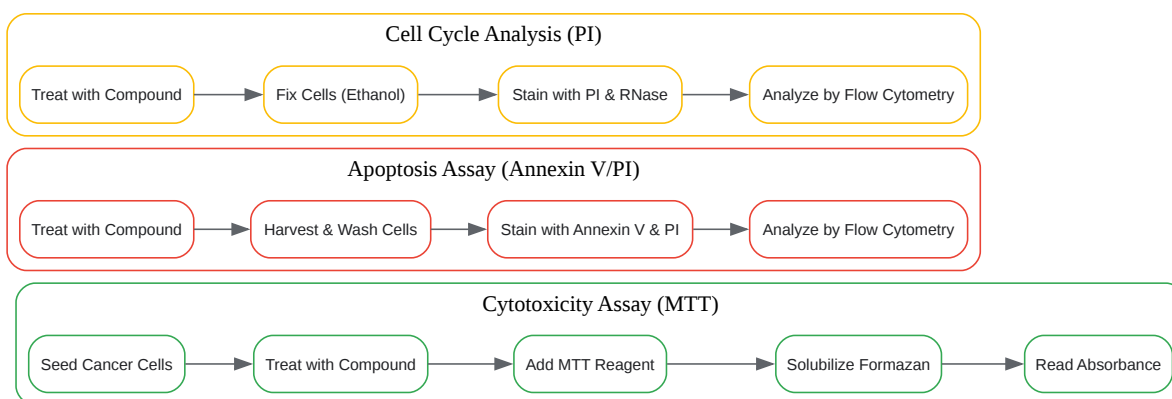 Cell Cycle Analysis (PI)
Treat with Compound
Fix Cells (Ethanol)
Stain with PI & RNase
Analyze by Flow Cytometry
Apoptosis Assay (Annexin V/PI)
Treat with Compound
Harvest & Wash Cells
Stain with Annexin V & PI
Analyze by Flow Cytometry
Cytotoxicity Assay (MTT)
Seed Cancer Cells
Treat with Compound
Add MTT Reagent
Solubilize Formazan
Read Absorbance